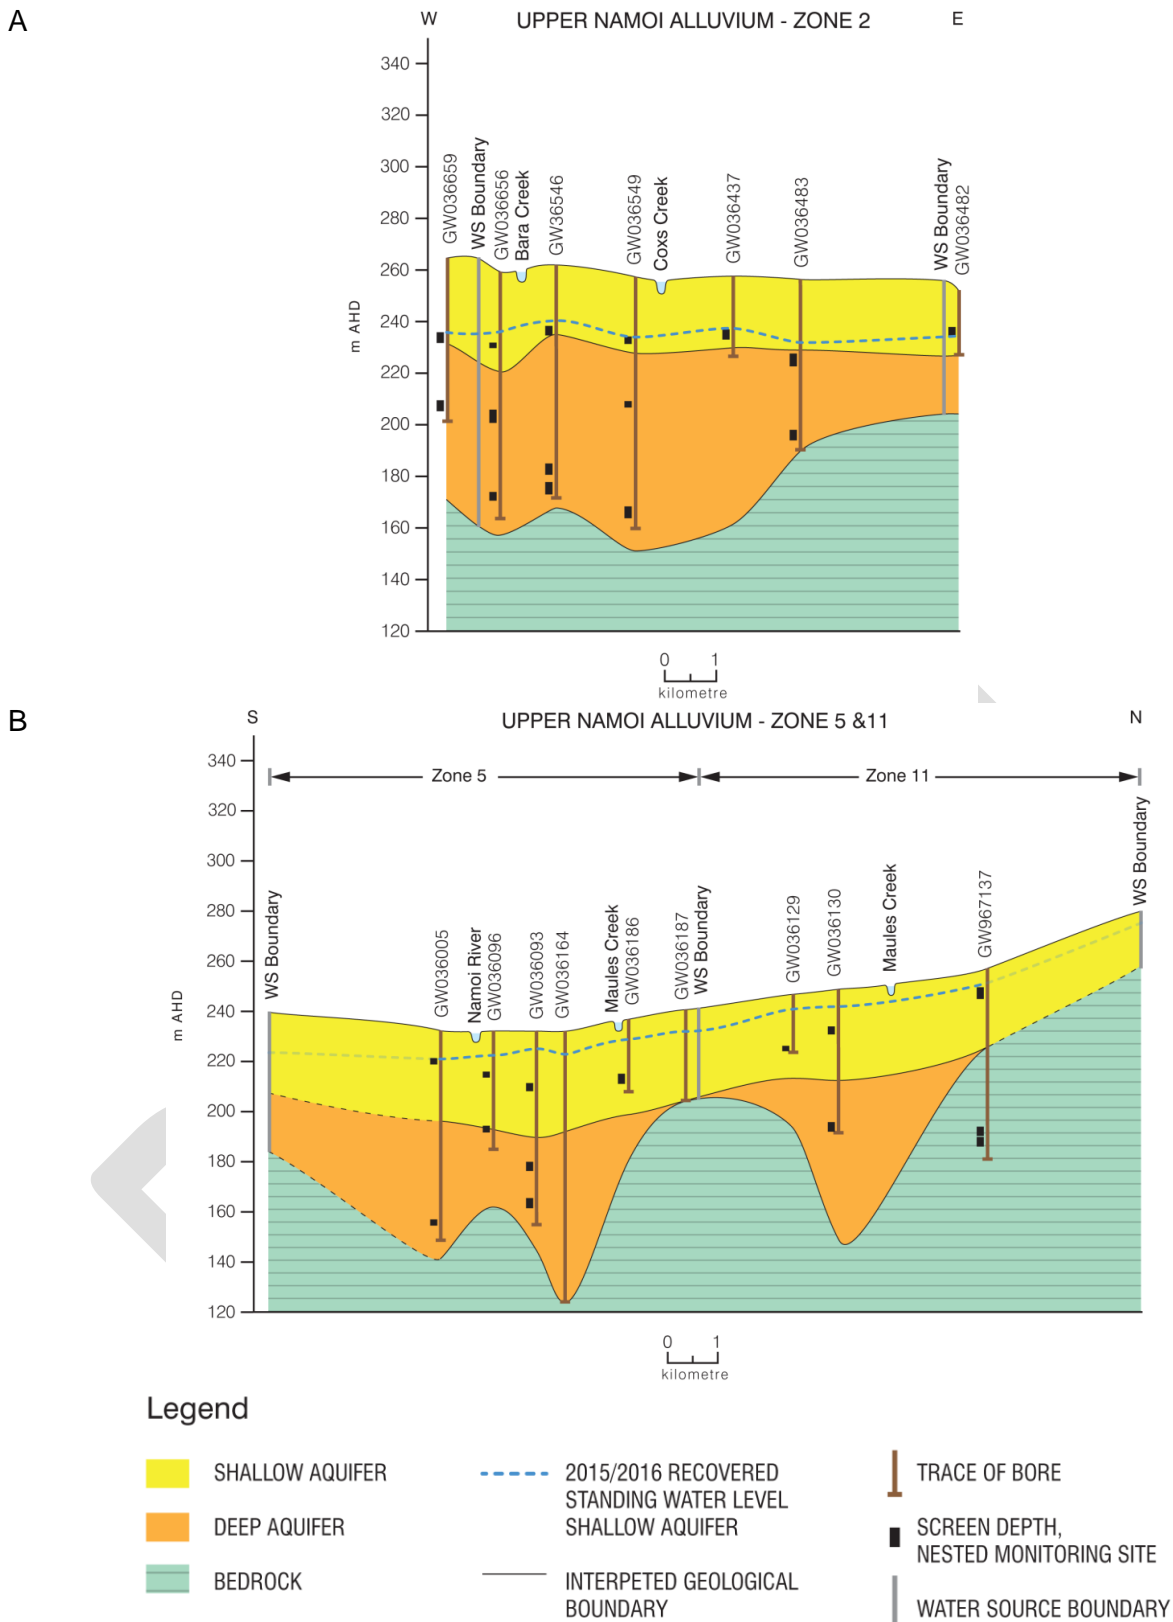 A
W
UPPER NAMOI ALLUVIUM - ZONE 2
E
340
320
300
280
260
240
220
200
180
160
140
120
m AHD
GW036659
WS Boundary
GW036656
Bara Creek
GW36546
GW036549
Coxs Creek
GW036437
GW036483
WS Boundary
GW036482
0 1
kilometre
B
S
UPPER NAMOI ALLUVIUM - ZONE 5 &11
N
340
320
300
280
260
240
220
200
180
160
140
120
m AHD
Zone 5
Zone 11
WS Boundary
GW036005
Namoi River
GW036096
GW036093
GW036164
Maules Creek
GW036186
GW036187
WS Boundary
GW036129
GW036130
Maules Creek
GW967137
WS Boundary
0 1
kilometre
Legend
SHALLOW AQUIFER
DEEP AQUIFER
BEDROCK
2015/2016 RECOVERED
STANDING WATER LEVEL
SHALLOW AQUIFER
INTERPETED GEOLOGICAL
BOUNDARY
TRACE OF BORE
SCREEN DEPTH,
NESTED MONITORING SITE
WATER SOURCE BOUNDARY